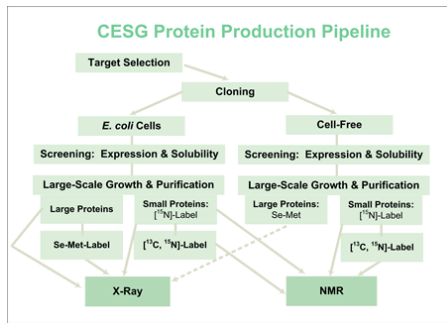 CESG Protein Production Pipeline
Target Selection
Cloning
E. coli Cells
Cell-Free
Screening: Expression & Solubility
Screening: Expression & Solubility
Large-Scale Growth & Purification
Large-Scale Growth & Purification
Large Proteins
Small Proteins:
[¹⁵N]-Label
Large Proteins:
Se-Met
Small Proteins:
[¹⁵N]-Label
Se-Met-Label
[¹³C, ¹⁵N]-Label
[¹³C, ¹⁵N]-Label
X-Ray
NMR